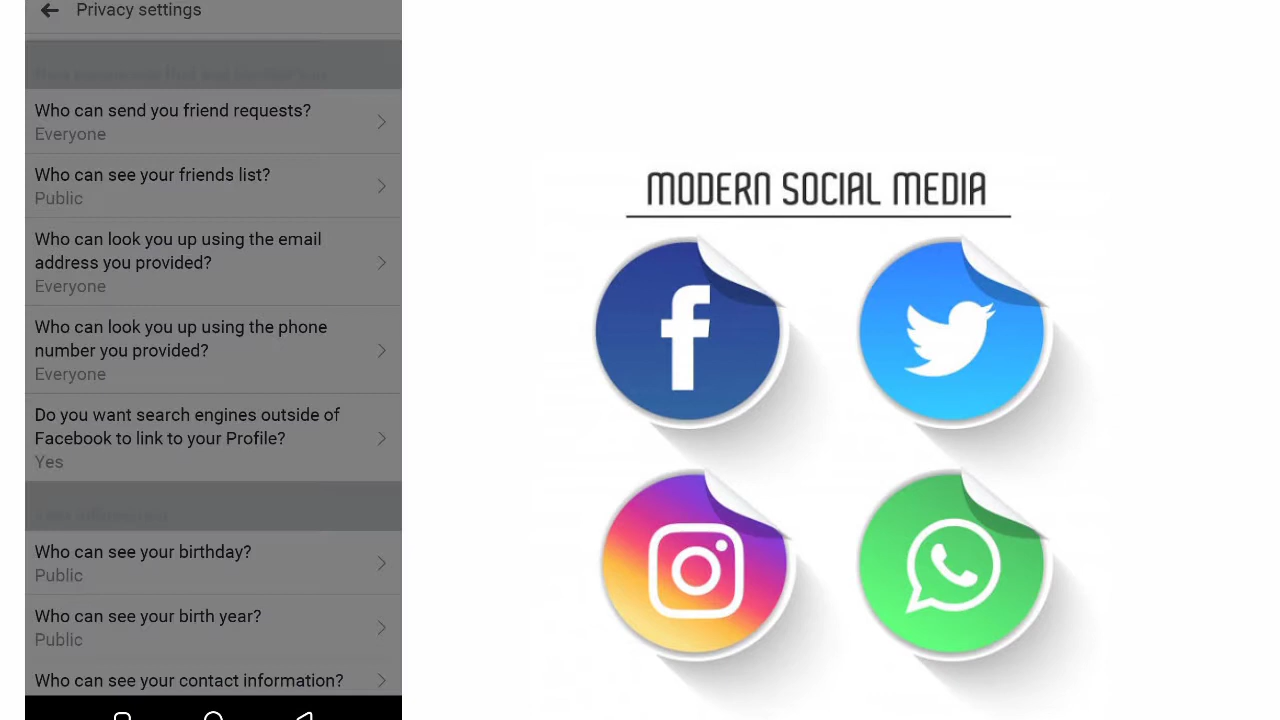 Privacy settings
Who can send you friend requests?
Everyone
Who can see your friends list?
Public
Who can look you up using the email
address you provided?
Everyone
Who can look you up using the phone
number you provided?
Everyone
Do you want search engines outside of
Facebook to link to your Profile?
Yes
Who can see your birthday?
Public
Who can see your birth year?
Public
Who can see your contact information?
MODERN SOCIAL MEDIA